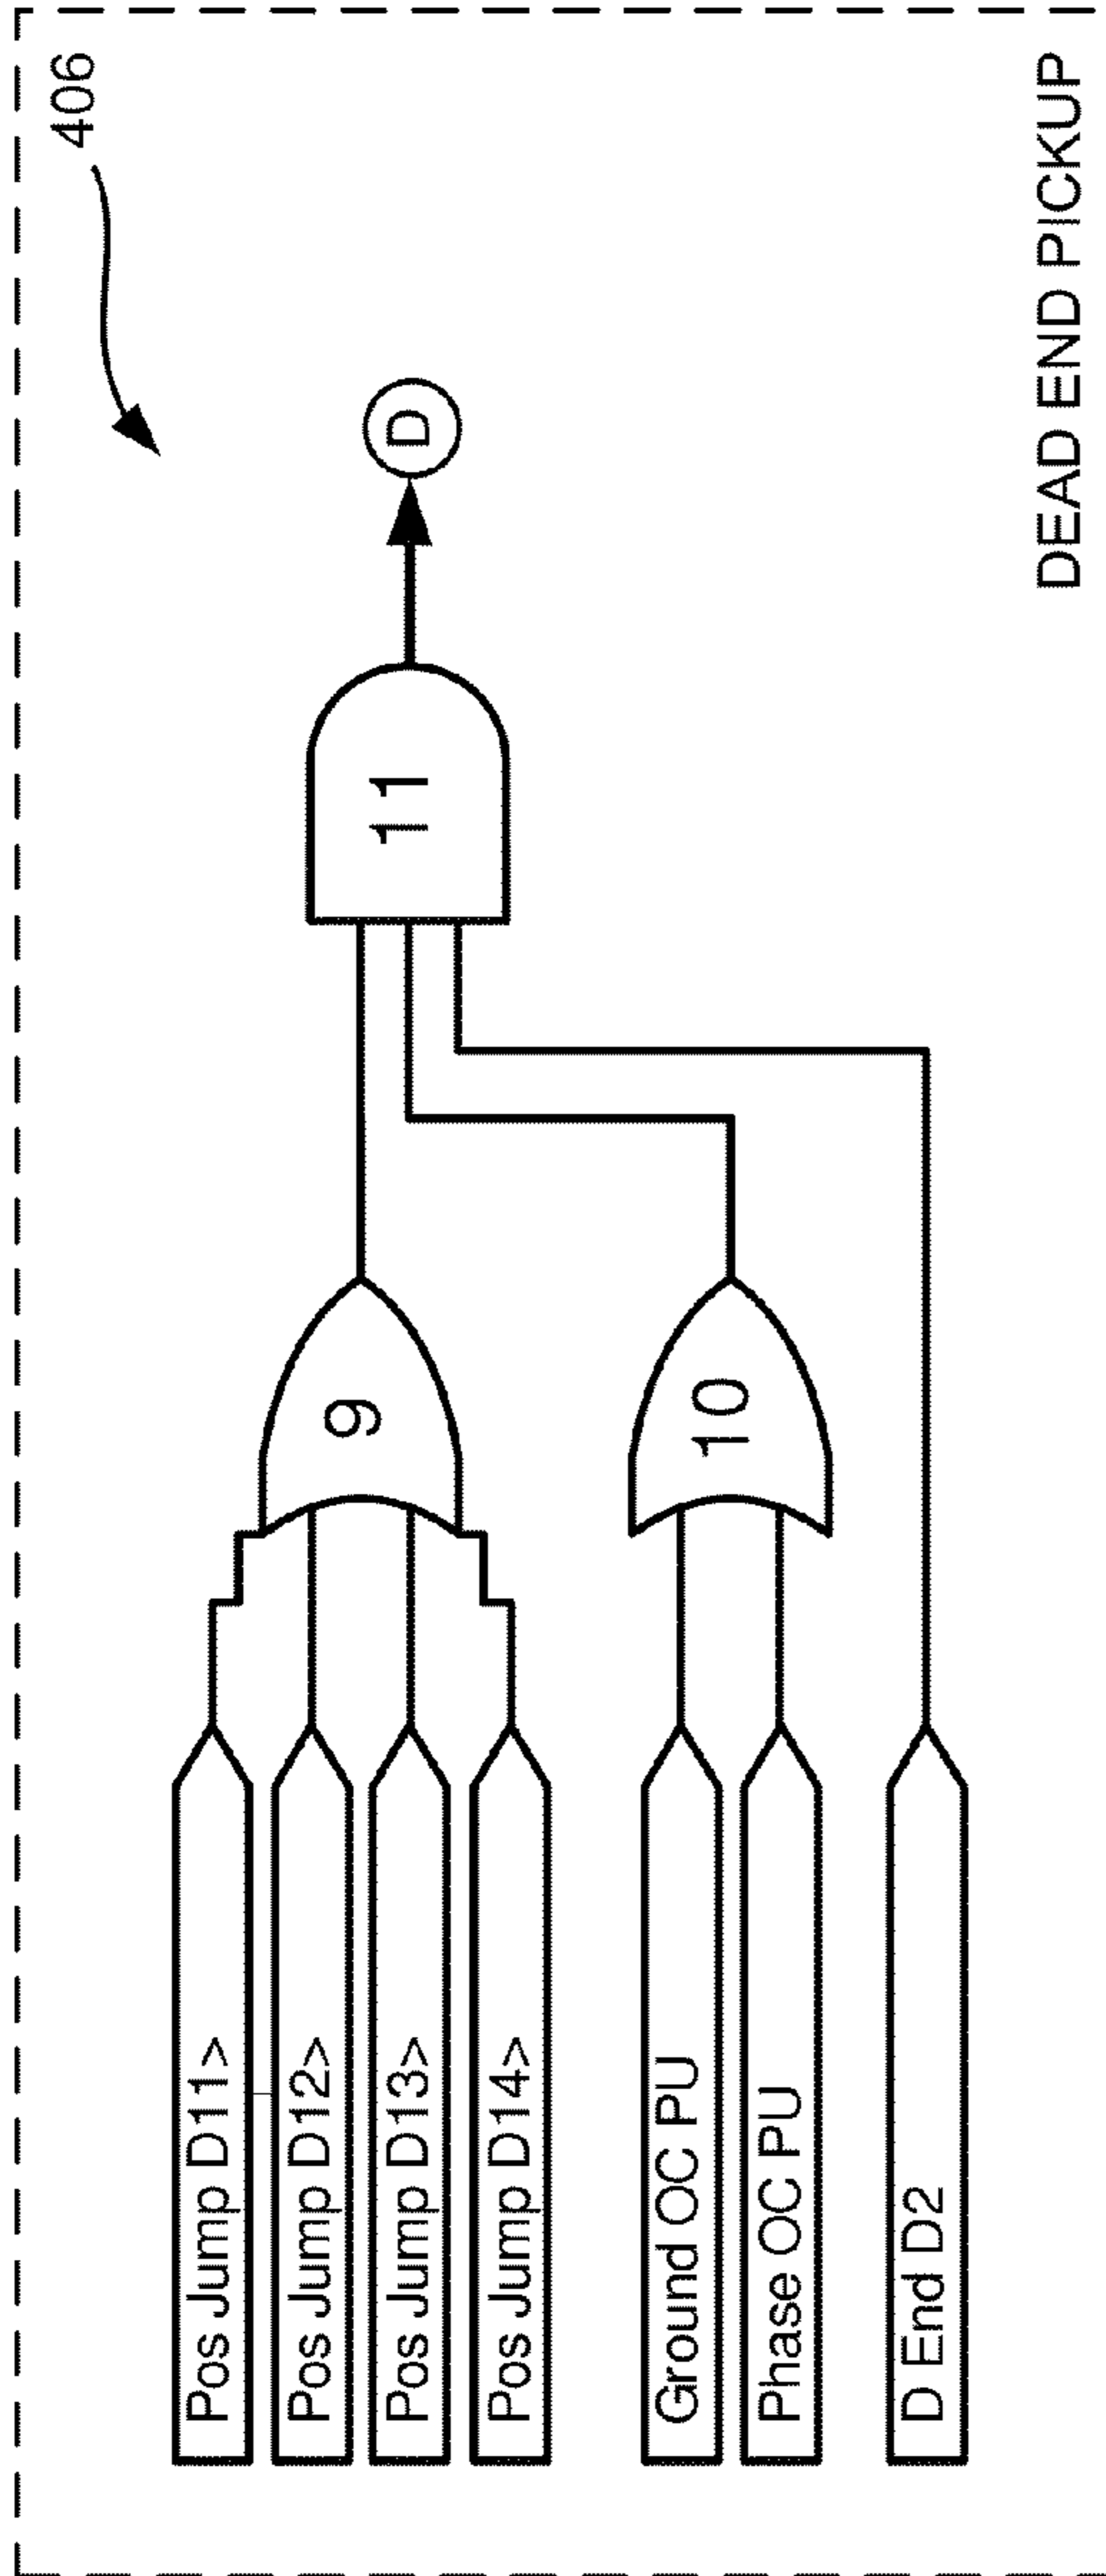 406
Pos Jump D11>
Pos Jump D12>
Pos Jump D13>
Pos Jump D14>
9
11
D
Ground OC PU
Phase OC PU
10
D End D2
DEAD END PICKUP